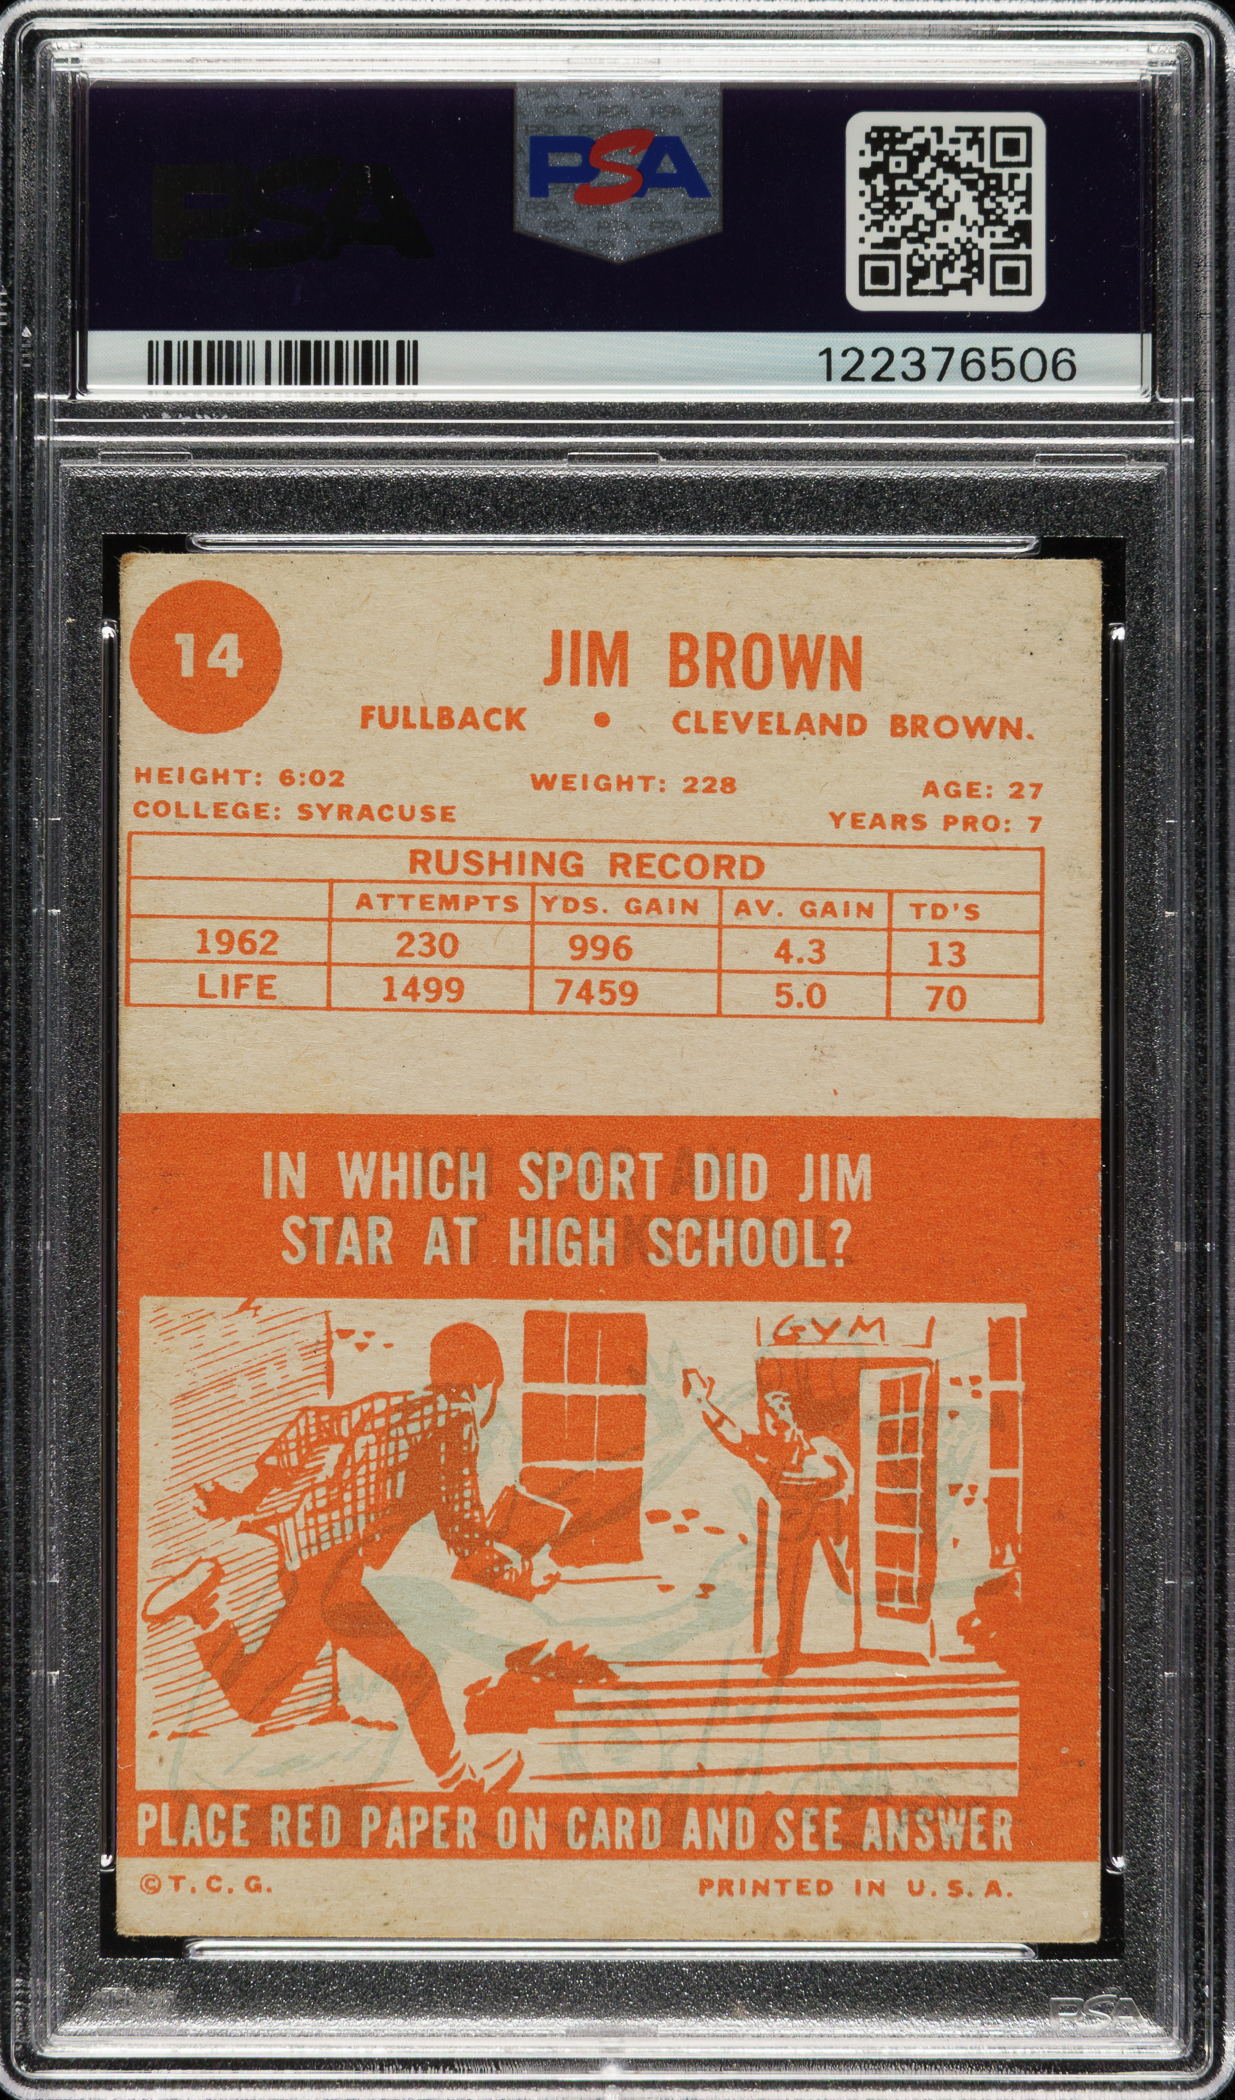 PSA
PSA
122376506
14
JIM BROWN
FULLBACK • CLEVELAND BROWN.
HEIGHT: 6:02 WEIGHT: 228 AGE: 27
COLLEGE: SYRACUSE YEARS PRO: 7
RUSHING RECORD
ATTEMPTS YDS. GAIN AV. GAIN TD'S
1962 230 996 4.3 13
LIFE 1499 7459 5.0 70
IN WHICH SPORT DID JIM
STAR AT HIGH SCHOOL?
GYM
PLACE RED PAPER ON CARD AND SEE ANSWER
©T.C.G. PRINTED IN U.S.A.
PSA